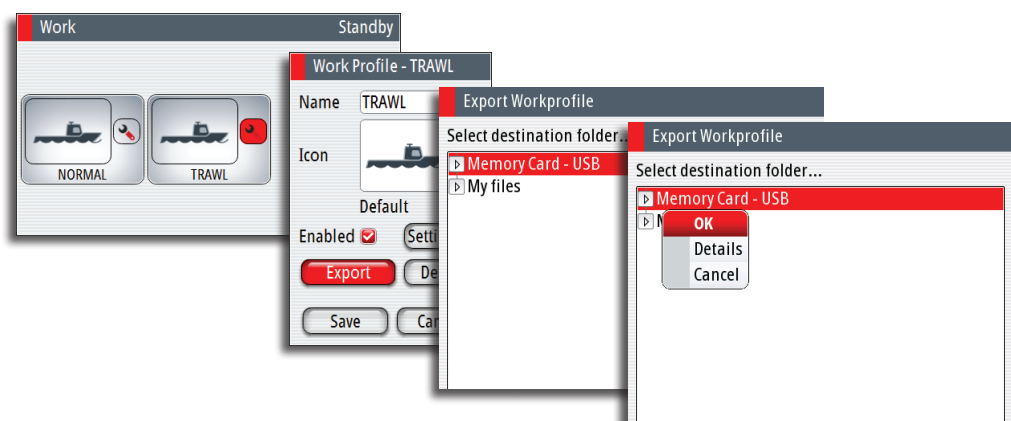 Work Standby
NORMAL
TRAWL
Work Profile - TRAWL
Name TRAWL
Icon
Default
Enabled
Export
Save
Export Workprofile
Select destination folder..
Memory Card - USB
My files
Export Workprofile
Select destination folder...
Memory Card - USB
OK
Details
Cancel